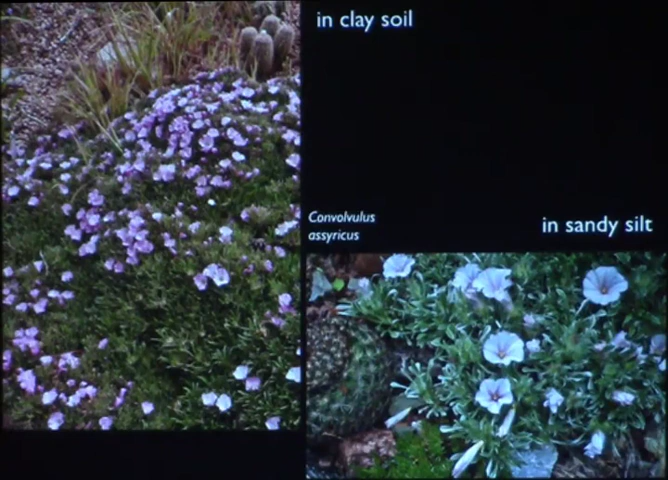 in clay soil
Convolvulus
assyricus
in sandy silt